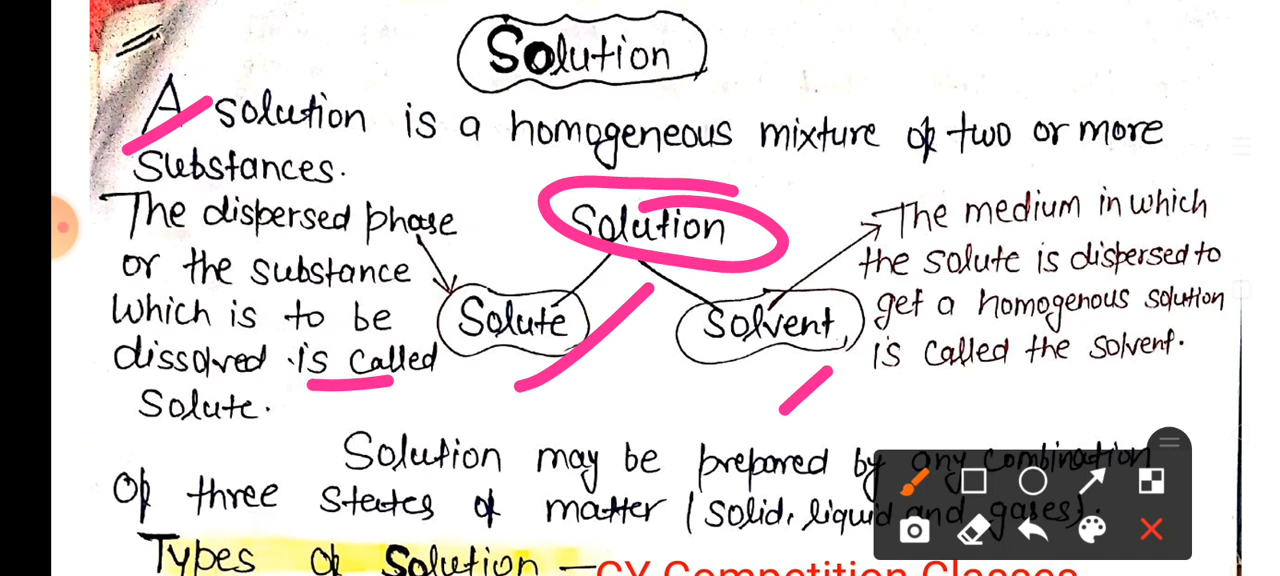 Solution
A solution is a homogeneous mixture of two or more
Substances.
The dispersed phase
or the substance
which is to be
dissolved is called
Solute.
Solution
Solute
Solvent
The medium in which
the solute is dispersed to
get a homogenous solution
is called the solvent.
Solution may be prepared by any combination
of three states of matter (solid, liquid and gases).
Types of Solution —
CY Competition Classes